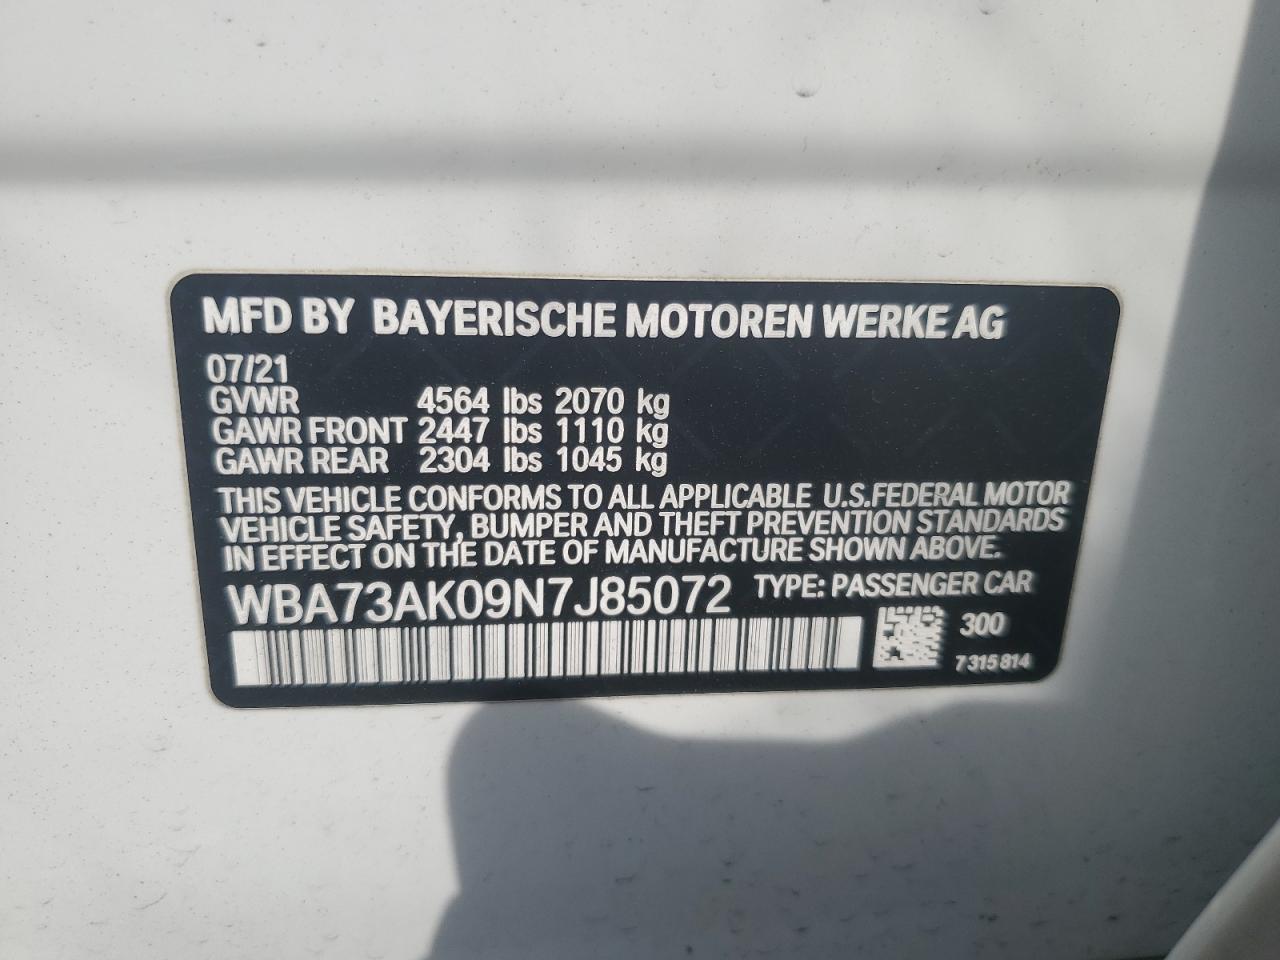 MFD BY BAYERISCHE MOTOREN WERKE AG
07/21
GVWR 4564 lbs 2070 kg
GAWR FRONT 2447 lbs 1110 kg
GAWR REAR 2304 lbs 1045 kg
THIS VEHICLE CONFORMS TO ALL APPLICABLE U.S.FEDERAL MOTOR
VEHICLE SAFETY, BUMPER AND THEFT PREVENTION STANDARDS
IN EFFECT ON THE DATE OF MANUFACTURE SHOWN ABOVE.
WBA73AK09N7J85072 TYPE: PASSENGER CAR
300
7 315 814